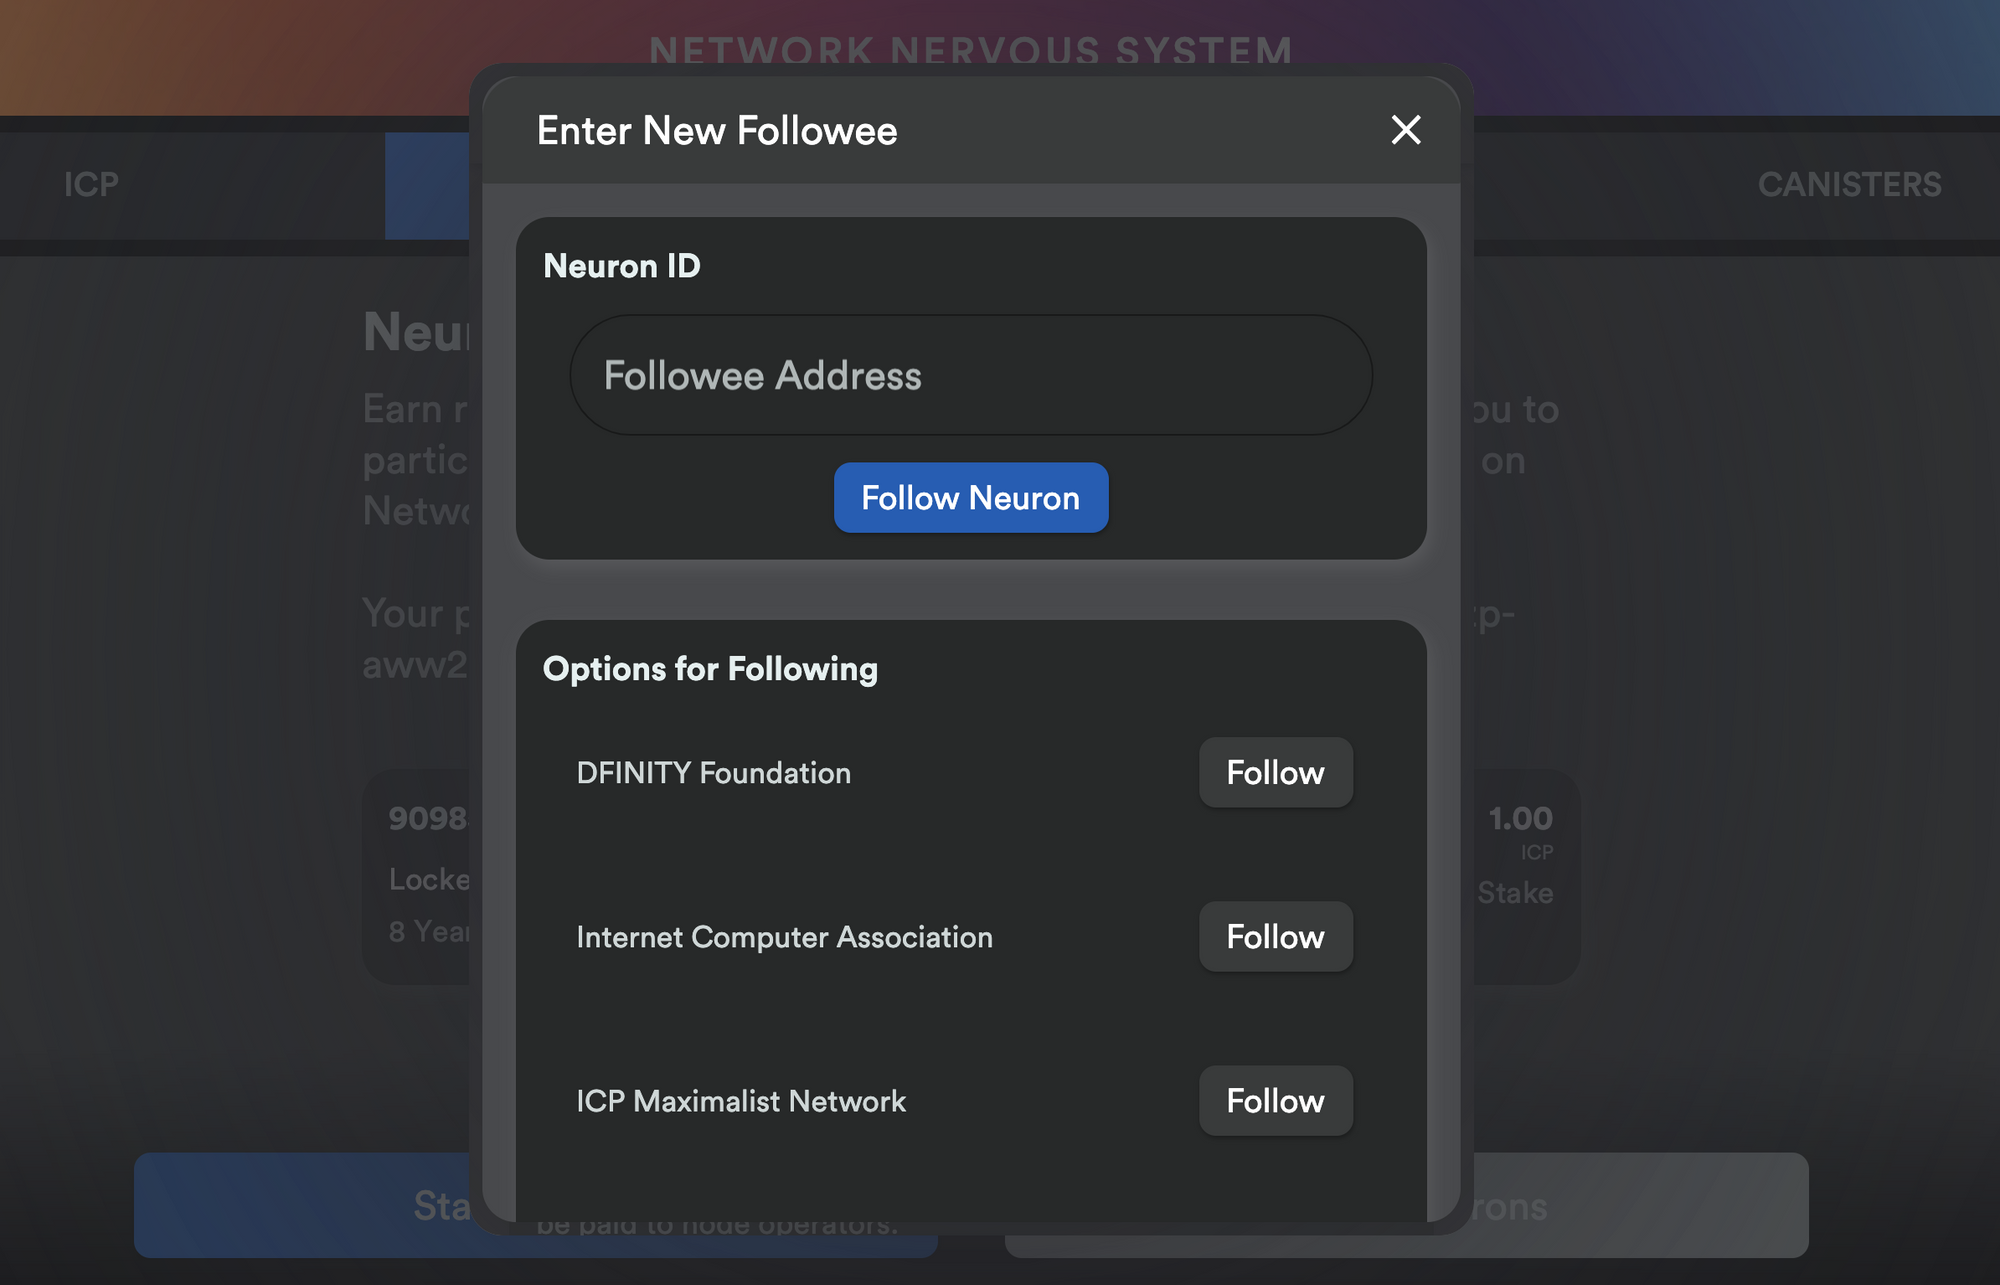 NETWORK NERVOUS SYSTEM
Enter New Followee
ICP
CANISTERS
Neuron ID
Followee Address
Follow Neuron
Earn
ou to
partic
on
Your
aww2
Options for Following
DFINITY Foundation
Follow
9098
1.00
ICP
Locke
Stake
8 Year
Internet Computer Association
Follow
ICP Maximalist Network
Follow
Sta
rons
be paid to node operators.